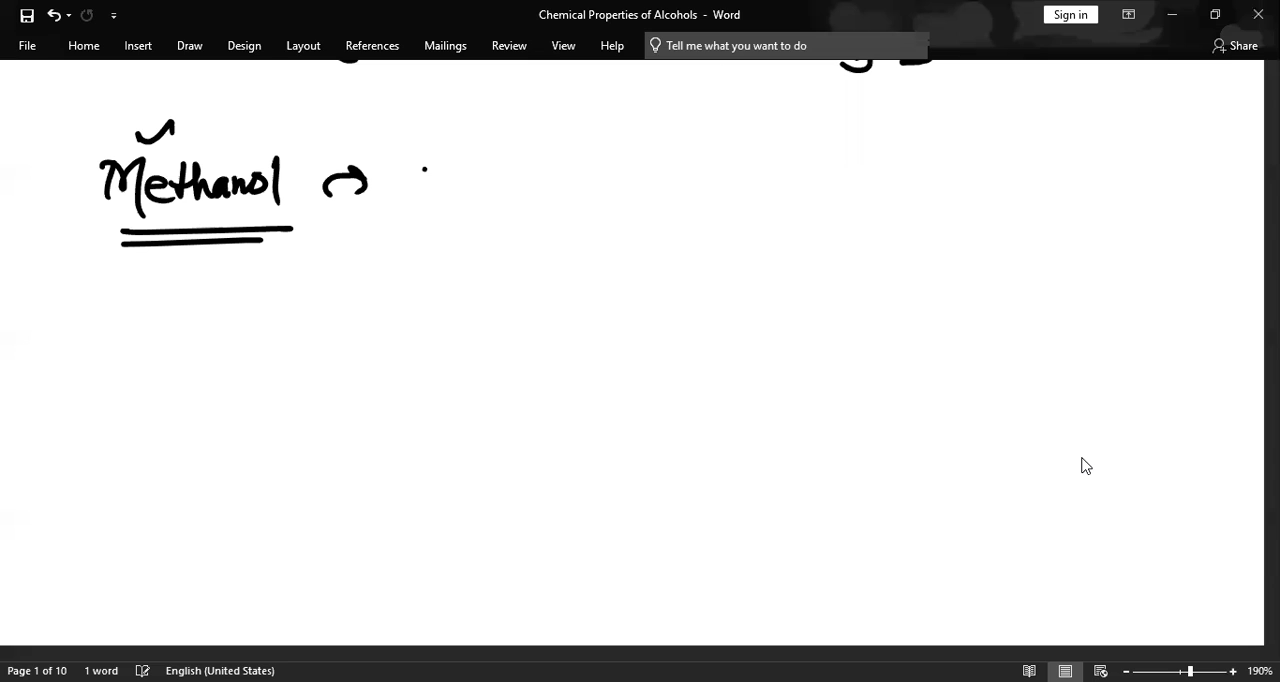 Chemical Properties of Alcohols - Word
Sign in
File Home Insert Draw Design Layout References Mailings Review View Help Tell me what you want to do Share
Methanol →
Page 1 of 10 1 word English (United States) 190%